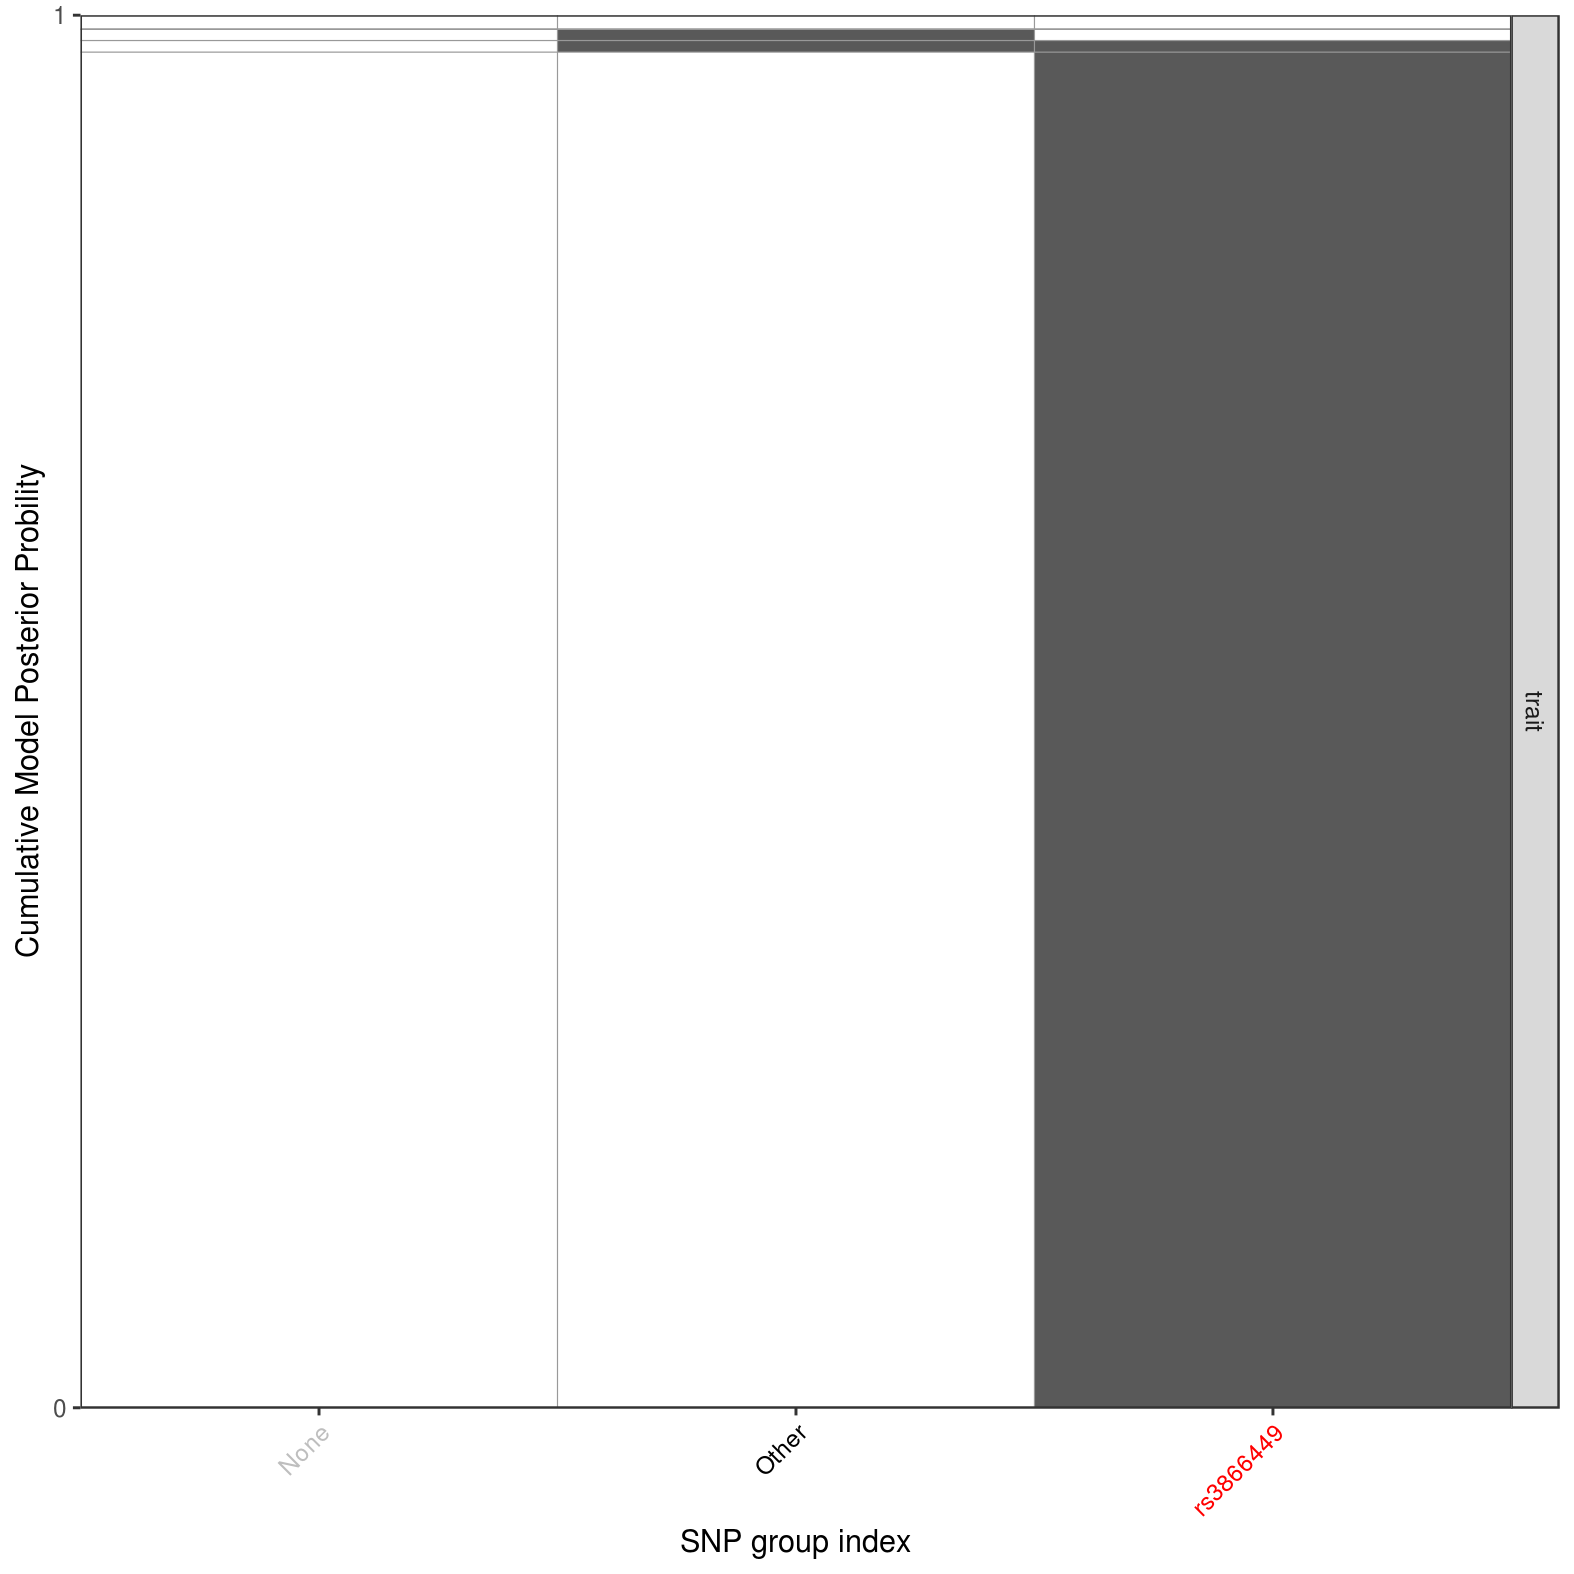 1
0
Cumulative Model Posterior Probility
trait
None
Other
rs3866449
SNP group index